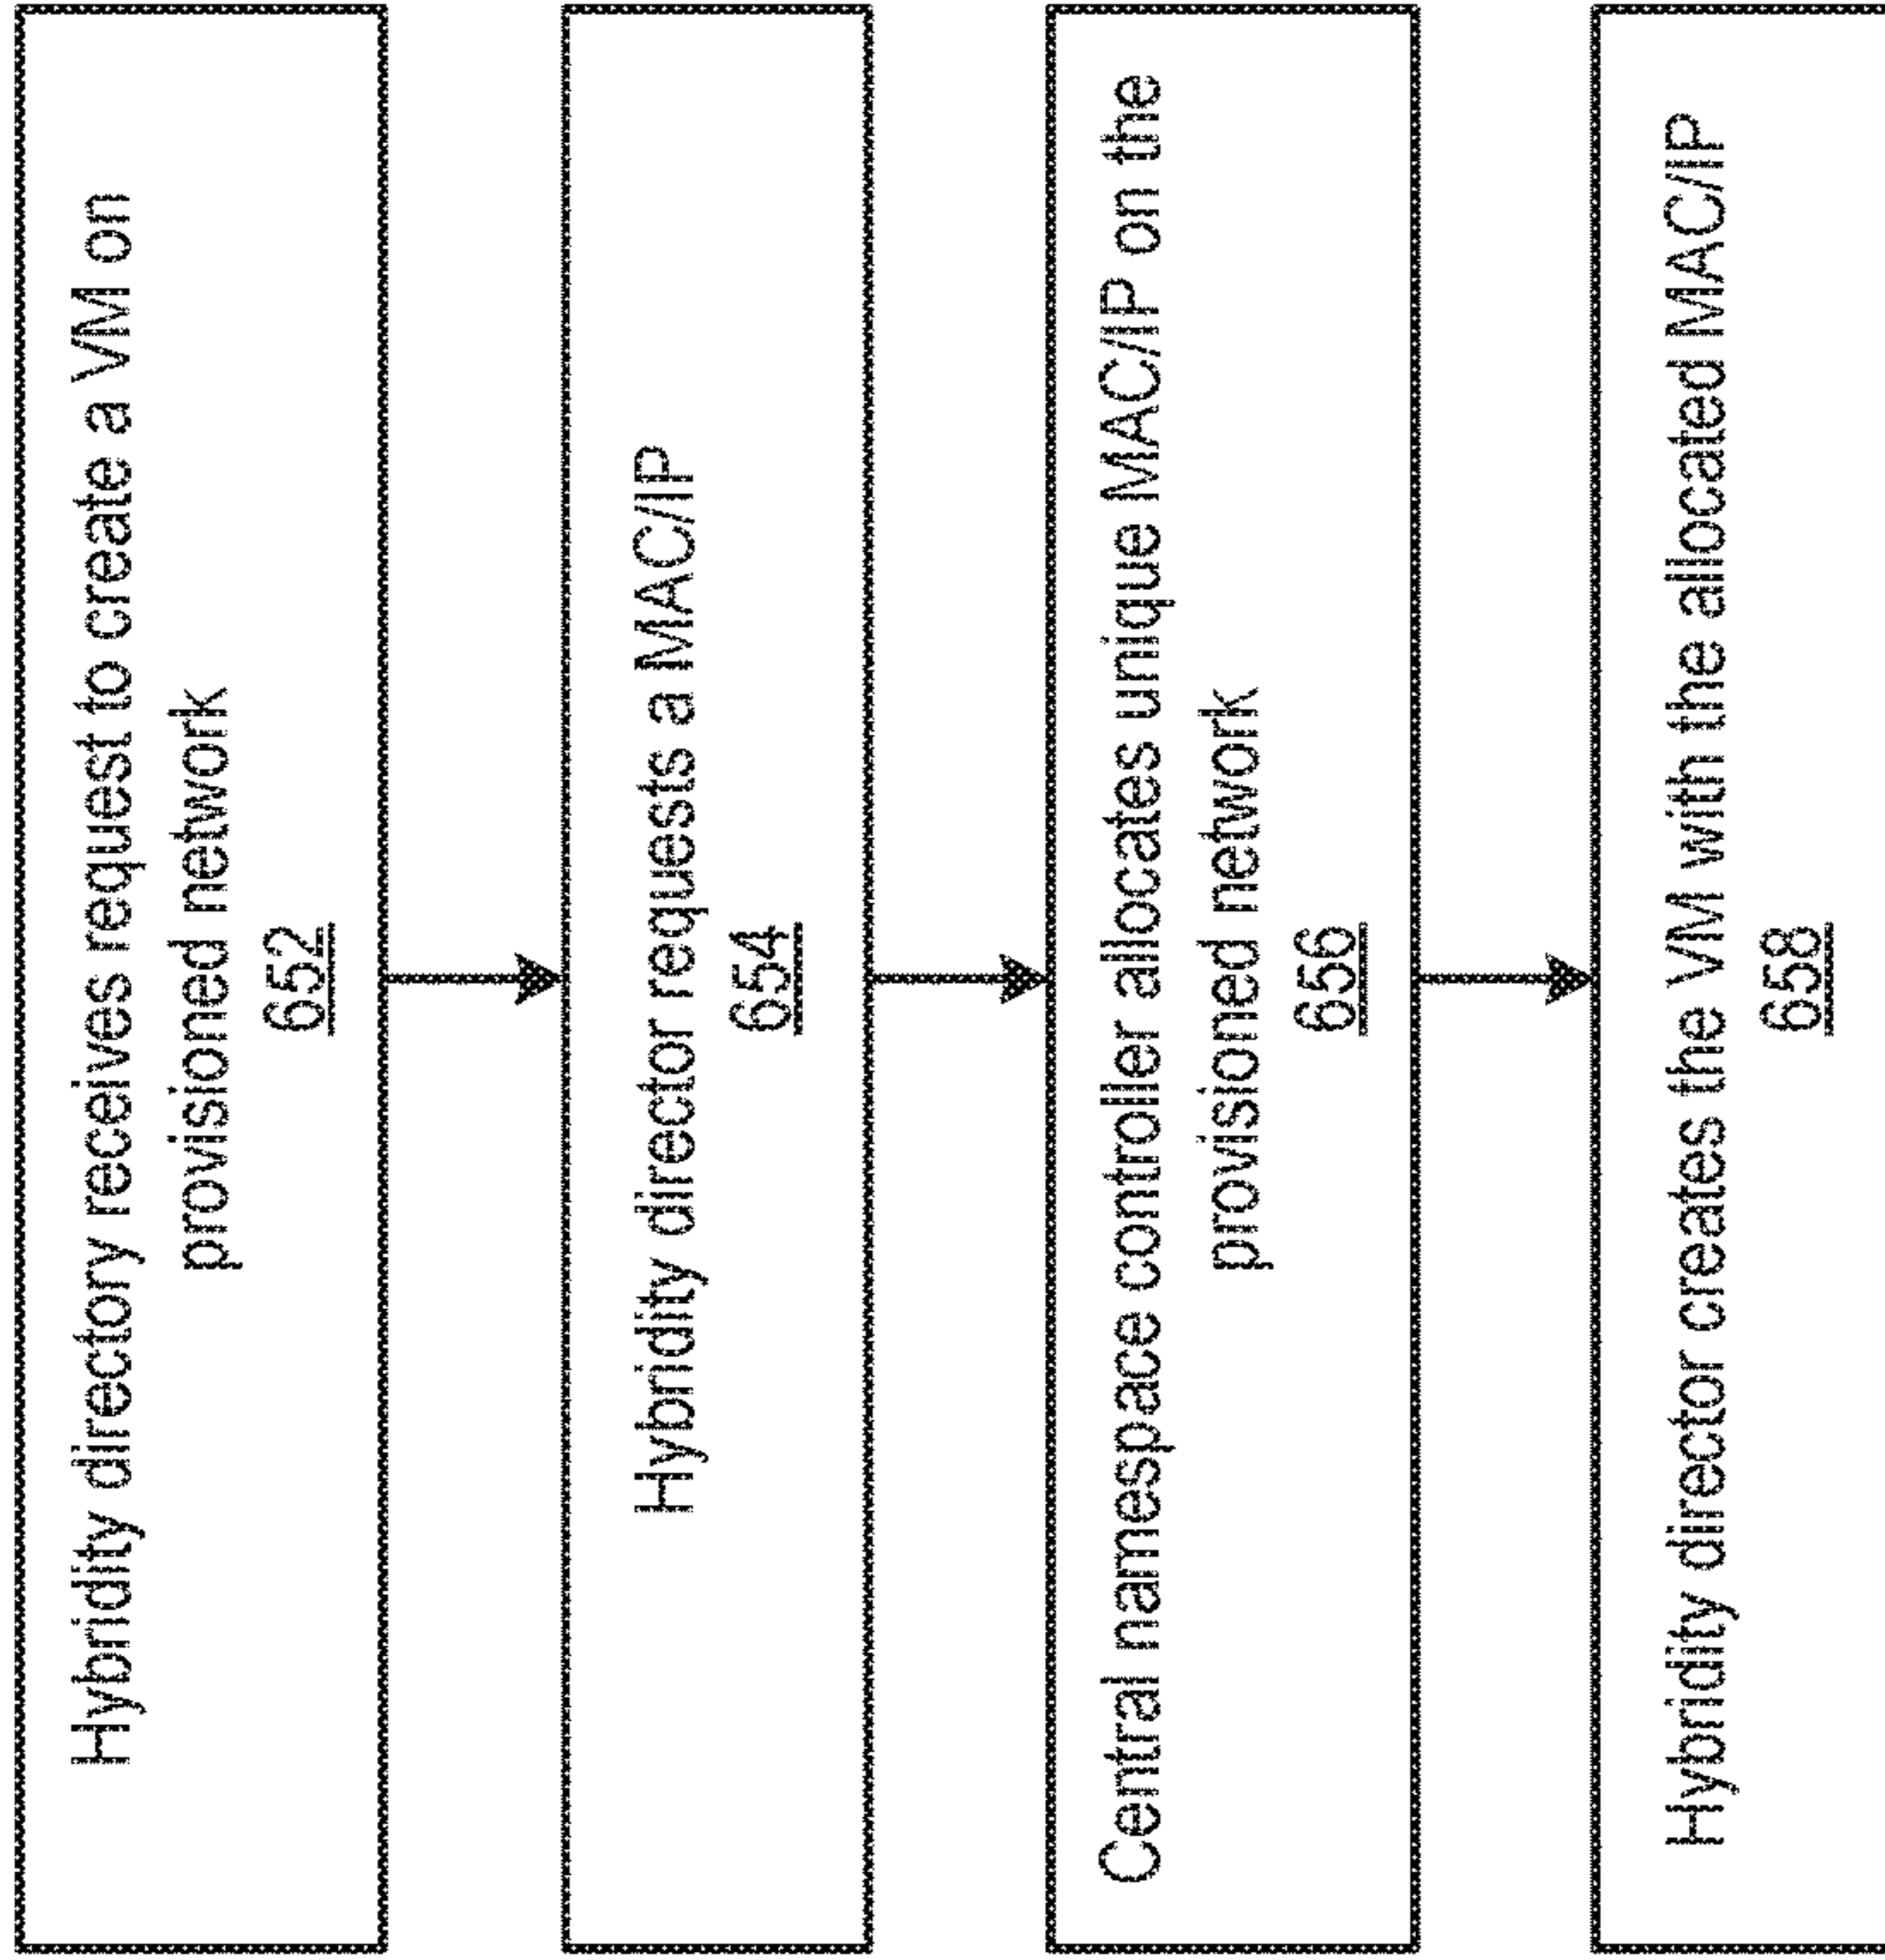 Hybridity directory receives request to create a VM on
provisioned network
652
Hybridity director requests a MAC/IP
654
Central namespace controller allocates unique MAC/IP on the
provisioned network
656
Hybridity director creates the VM with the allocated MAC/IP
658